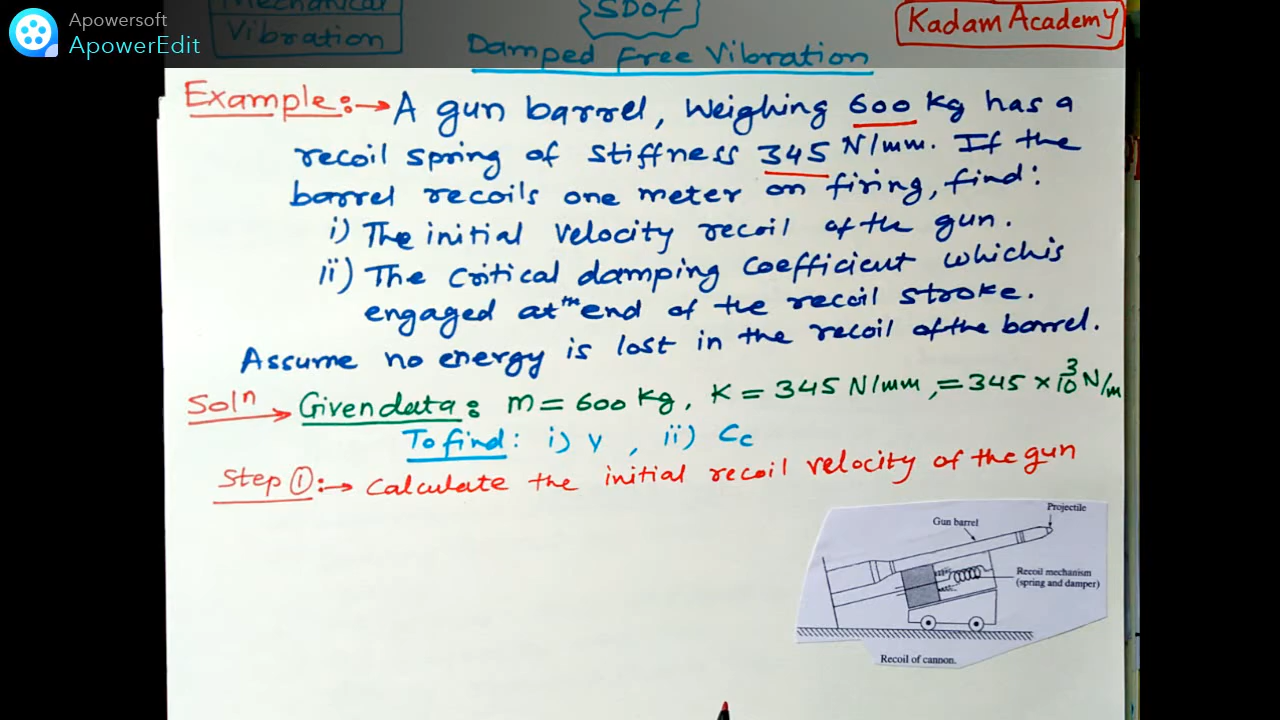 Apowersoft
ApowerEdit
Mechanical
Vibration
SDOF
Kadam Academy
Damped Free Vibration
Example:→ A gun barrel, weighing 600 kg has a
recoil spring of stiffness 345 N/mm. If the
barrel recoils one meter on firing, find:
i) The initial velocity recoil of the gun.
ii) The critical damping coefficient which is
engaged at the end of the recoil stroke.
Assume no energy is lost in the recoil of the barrel.
Solⁿ → Given data: m = 600 kg, K = 345 N/mm, = 345 × 10³ N/m
To find: i) V, ii) Cc
Step ①:→ Calculate the initial recoil velocity of the gun
Projectile
Gun barrel
Recoil mechanism
(spring and damper)
Recoil of cannon.